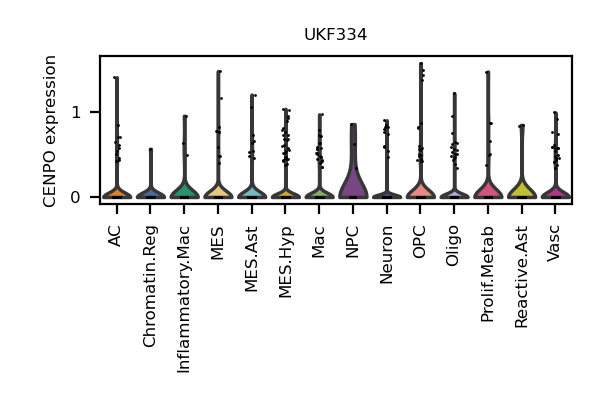 UKF334
CENPO expression
1
0
AC
Chromatin.Reg
Inflammatory.Mac
MES
MES.Ast
MES.Hyp
Mac
NPC
Neuron
OPC
Oligo
Prolif.Metab
Reactive.Ast
Vasc